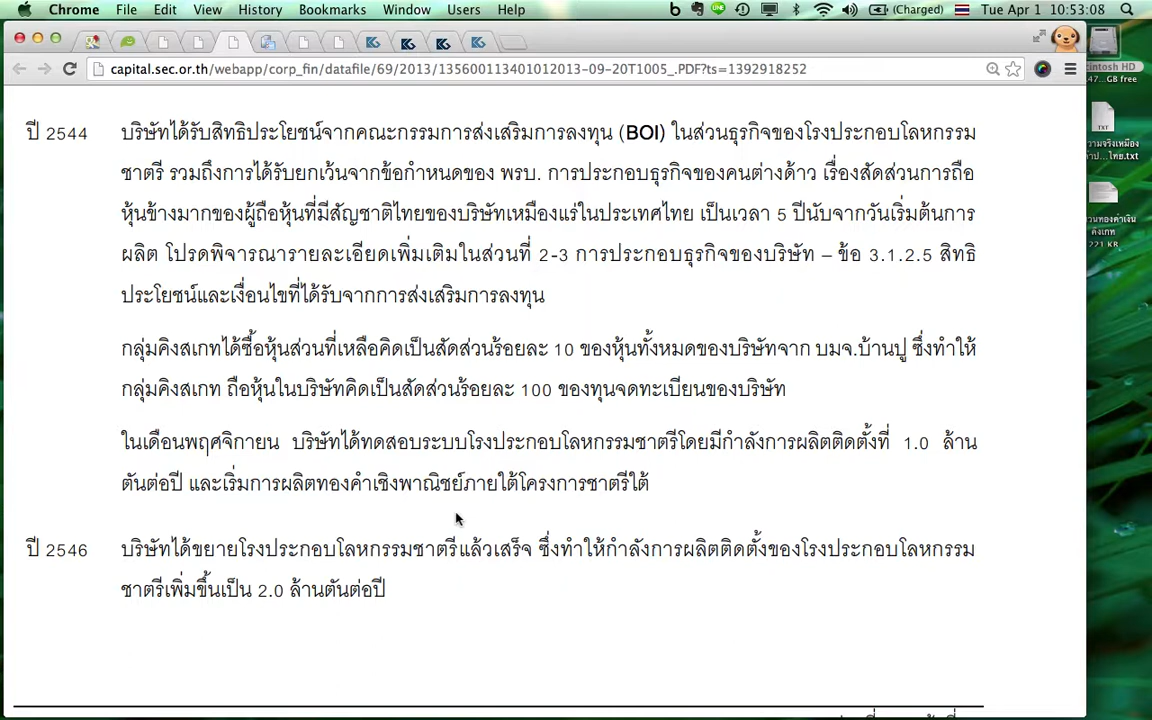 Chrome File Edit View History Bookmarks Window Users Help (Charged) Tue Apr 1 10:53:08
capital.sec.or.th/webapp/corp_fin/datafile/69/2013/135600113401012013-09-20T1005_.PDF?ts=1392918252
ปี 2544 บริษัทได้รับสิทธิประโยชน์จากคณะกรรมการส่งเสริมการลงทุน (BOI) ในส่วนธุรกิจของโรงประกอบโลหกรรม
ชาตรี รวมถึงการได้รับยกเว้นจากข้อกำหนดของ พรบ. การประกอบธุรกิจของคนต่างด้าว เรื่องสัดส่วนการถือ
หุ้นข้างมากของผู้ถือหุ้นที่มีสัญชาติไทยของบริษัทเหมืองแร่ในประเทศไทย เป็นเวลา 5 ปีนับจากวันเริ่มต้นการ
ผลิต โปรดพิจารณารายละเอียดเพิ่มเติมในส่วนที่ 2-3 การประกอบธุรกิจของบริษัท – ข้อ 3.1.2.5 สิทธิ
ประโยชน์และเงื่อนไขที่ได้รับจากการส่งเสริมการลงทุน
กลุ่มคิงสเกทได้ซื้อหุ้นส่วนที่เหลือคิดเป็นสัดส่วนร้อยละ 10 ของหุ้นทั้งหมดของบริษัทจาก บมจ.บ้านปู ซึ่งทำให้
กลุ่มคิงสเกท ถือหุ้นในบริษัทคิดเป็นสัดส่วนร้อยละ 100 ของทุนจดทะเบียนของบริษัท
ในเดือนพฤศจิกายน บริษัทได้ทดสอบระบบโรงประกอบโลหกรรมชาตรีโดยมีกำลังการผลิตติดตั้งที่ 1.0 ล้าน
ตันต่อปี และเริ่มการผลิตทองคำเชิงพาณิชย์ภายใต้โครงการชาตรีใต้
ปี 2546 บริษัทได้ขยายโรงประกอบโลหกรรมชาตรีแล้วเสร็จ ซึ่งทำให้กำลังการผลิตติดตั้งของโรงประกอบโลหกรรม
ชาตรีเพิ่มขึ้นเป็น 2.0 ล้านตันต่อปี
cintosh HD
47...GB free
TXT
ไทย.txt
221 KB